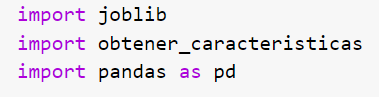 import joblib
import obtener_caracteristicas
import pandas as pd